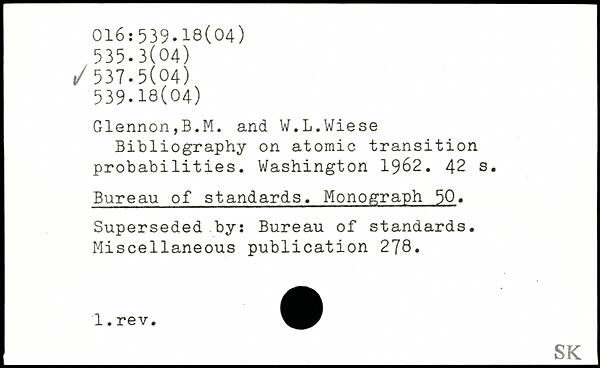 016:539.18(04)
535.3(04)
✓ 537.5(04)
539.18(04)
Glennon,B.M. and W.L.Wiese
Bibliography on atomic transition
probabilities. Washington 1962. 42 s.
Bureau of standards. Monograph 50.
Superseded by: Bureau of standards.
Miscellaneous publication 278.
1.rev.
SK